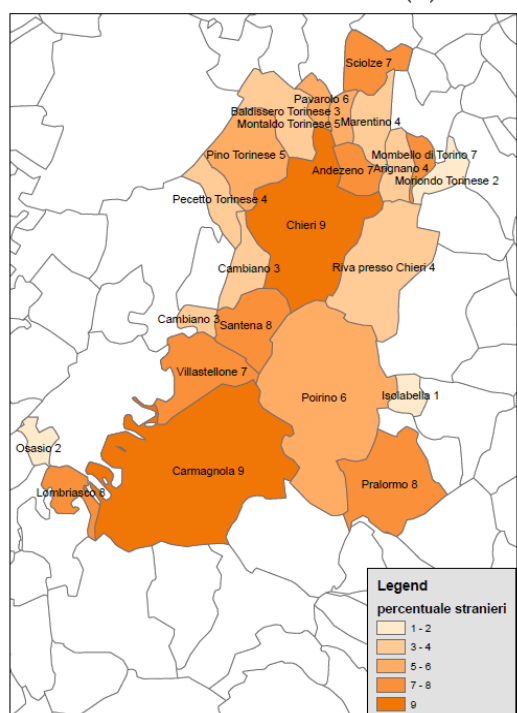 Sciolze 7
Pavarolo 6
Baldissero Torinese 3
Marentino 4
Montaldo Torinese 5
Pino Torinese 5
Mombello di Torino 7
Andezeno 7
Arignano 4
Moriondo Torinese 2
Pecetto Torinese 4
Chieri 9
Cambiano 3
Riva presso Chieri 4
Cambiano 3
Santena 8
Villastellone 7
Poirino 6
Isolabella 1
Osasio 2
Carmagnola 9
Pralormo 8
Lombriasco 8
Legend
percentuale stranieri
1 - 2
3 - 4
5 - 6
7 - 8
9